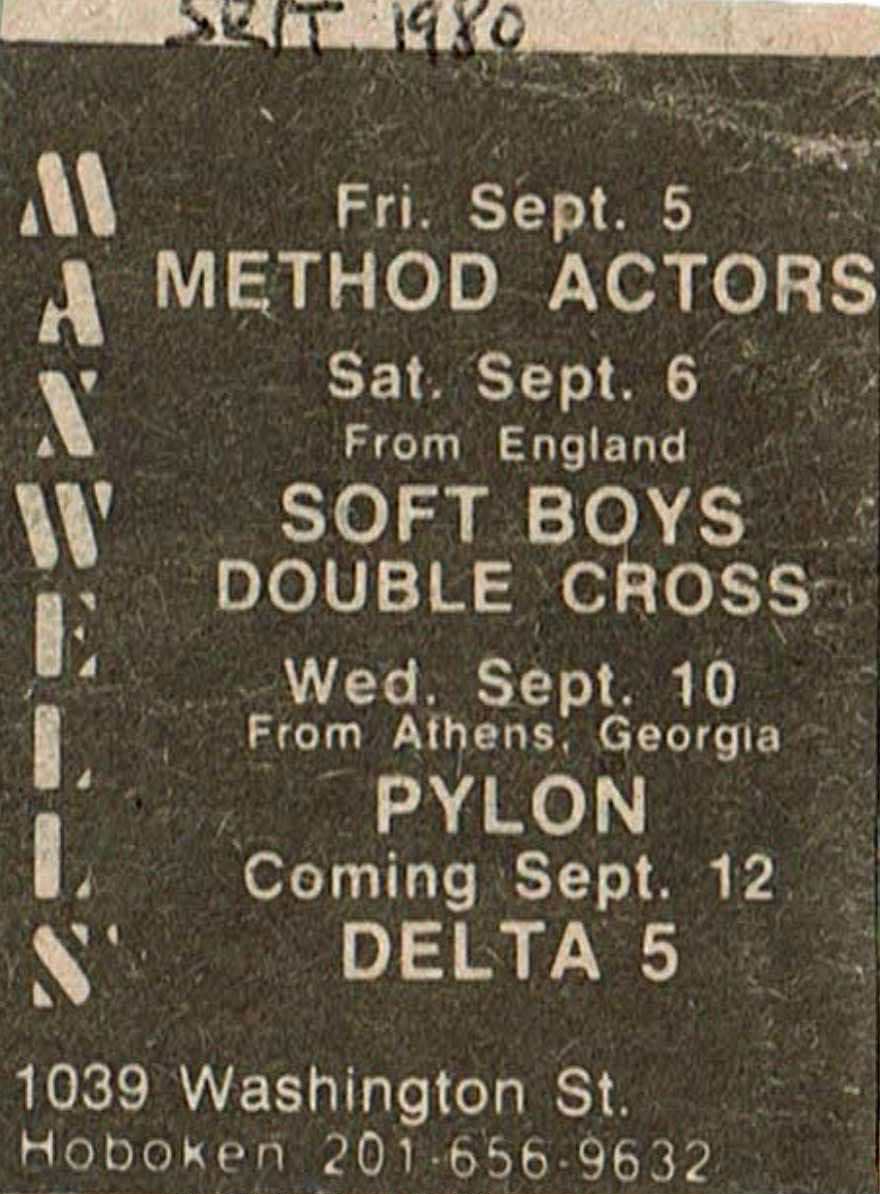 SEPT 1980
MAXWELLS
Fri. Sept. 5
METHOD ACTORS
Sat. Sept. 6
From England
SOFT BOYS
DOUBLE CROSS
Wed. Sept. 10
From Athens, Georgia
PYLON
Coming Sept. 12
DELTA 5
1039 Washington St.
Hoboken 201-656-9632